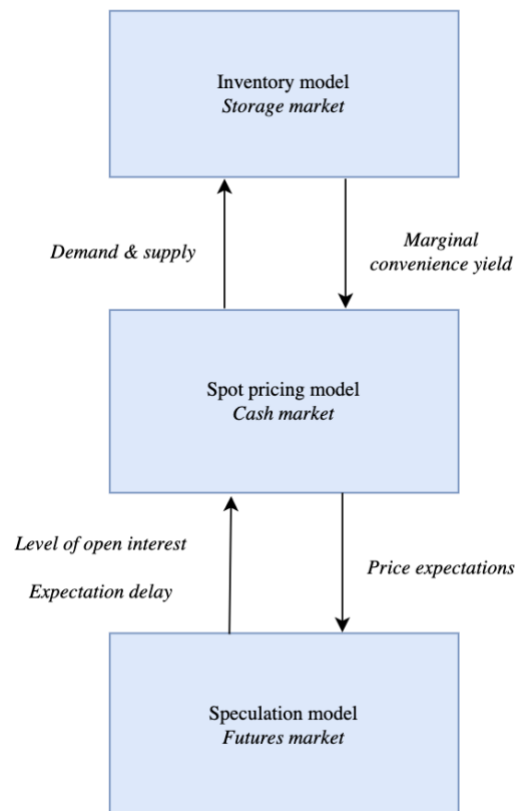 Inventory model
Storage market
Demand & supply
Marginal
convenience yield
Spot pricing model
Cash market
Level of open interest
Expectation delay
Price expectations
Speculation model
Futures market